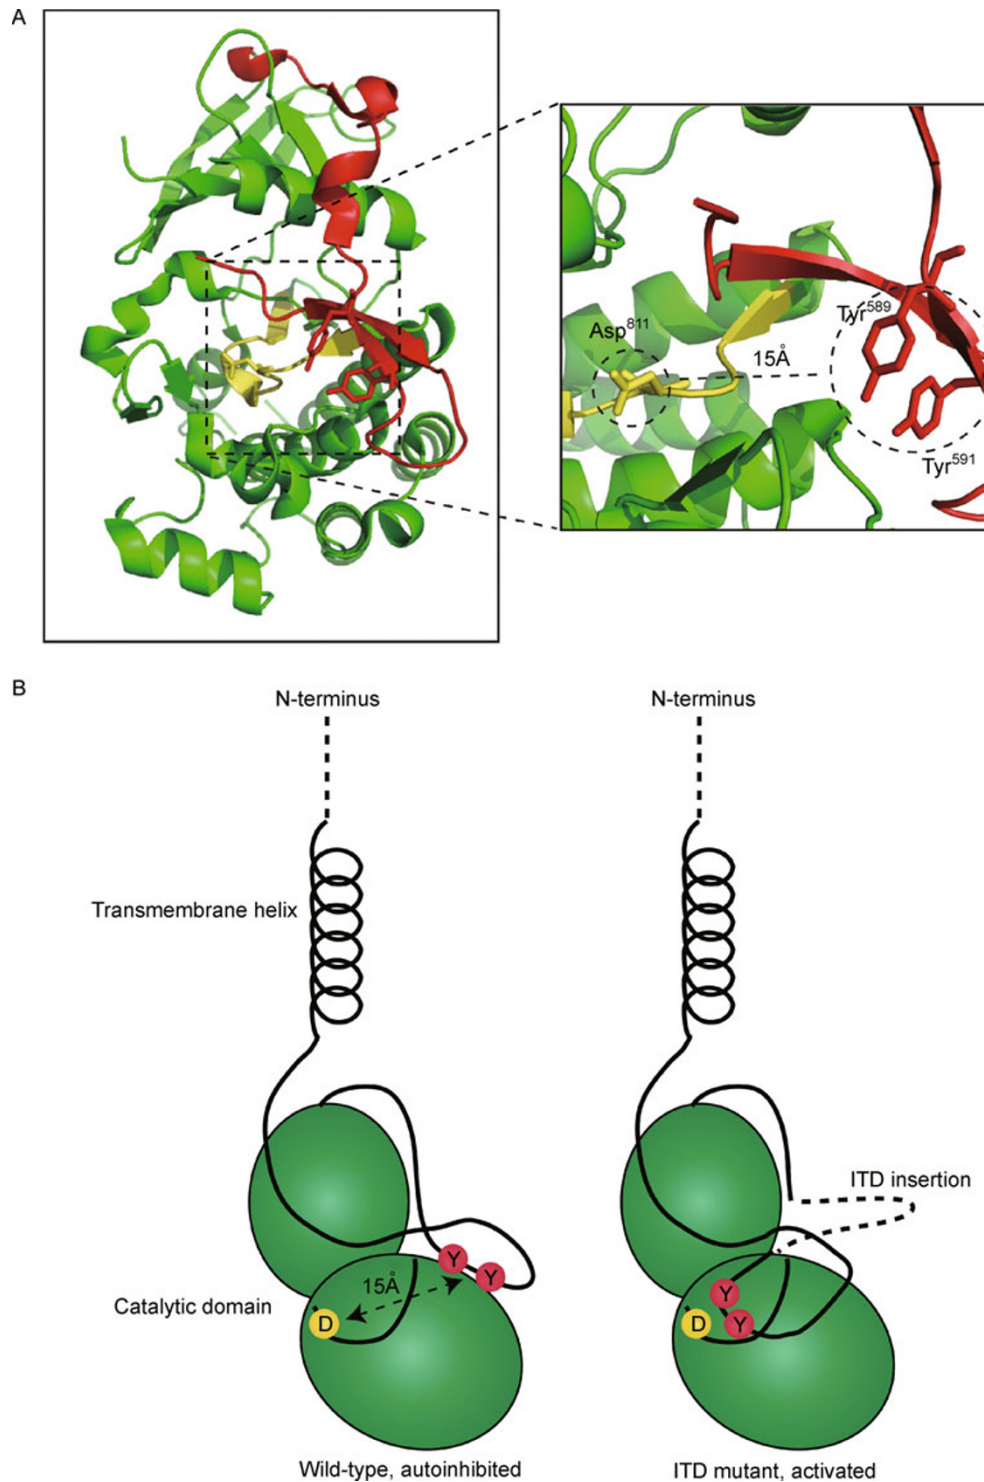 A
Asp811
Tyr589
15Å
Tyr591
B
N-terminus
N-terminus
Transmembrane helix
ITD insertion
Y
Y
15Å
Catalytic domain
D
Y
D
Y
Wild-type, autoinhibited
ITD mutant, activated